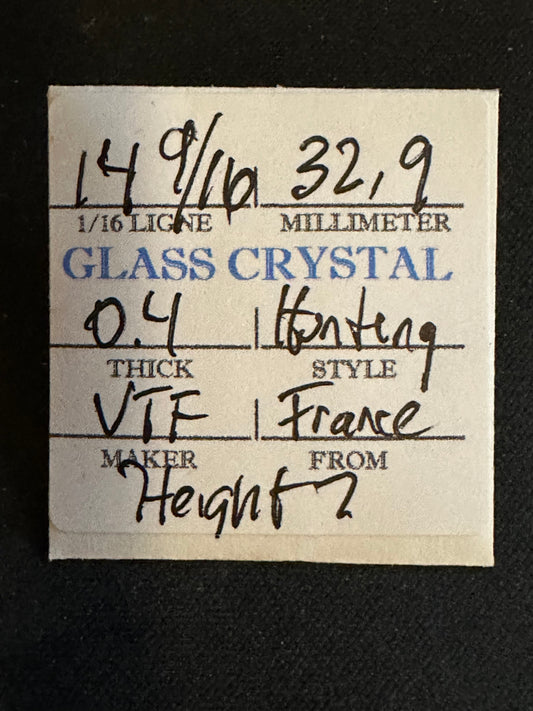 14 9/16 32,9
1/16 LIGNE MILLIMETER
GLASS CRYSTAL
0.4 Hunting
THICK STYLE
VTF France
MAKER FROM
Height 2